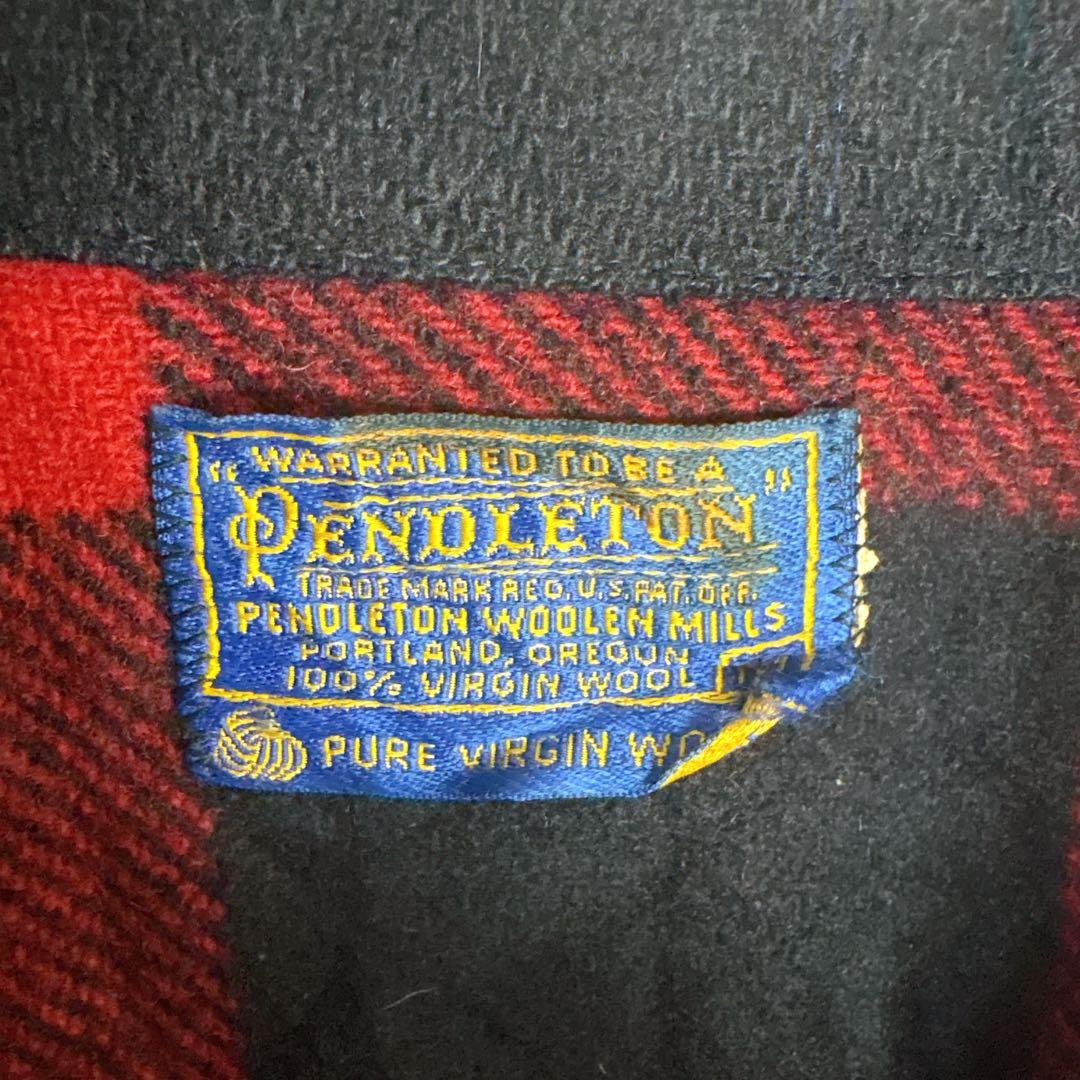 "WARRANTED TO BE A
PENDLETON"
TRADE MARK REG. U.S. PAT. OFF.
PENDLETON WOOLEN MILLS
PORTLAND, OREGON
100% VIRGIN WOOL
PURE VIRGIN WO